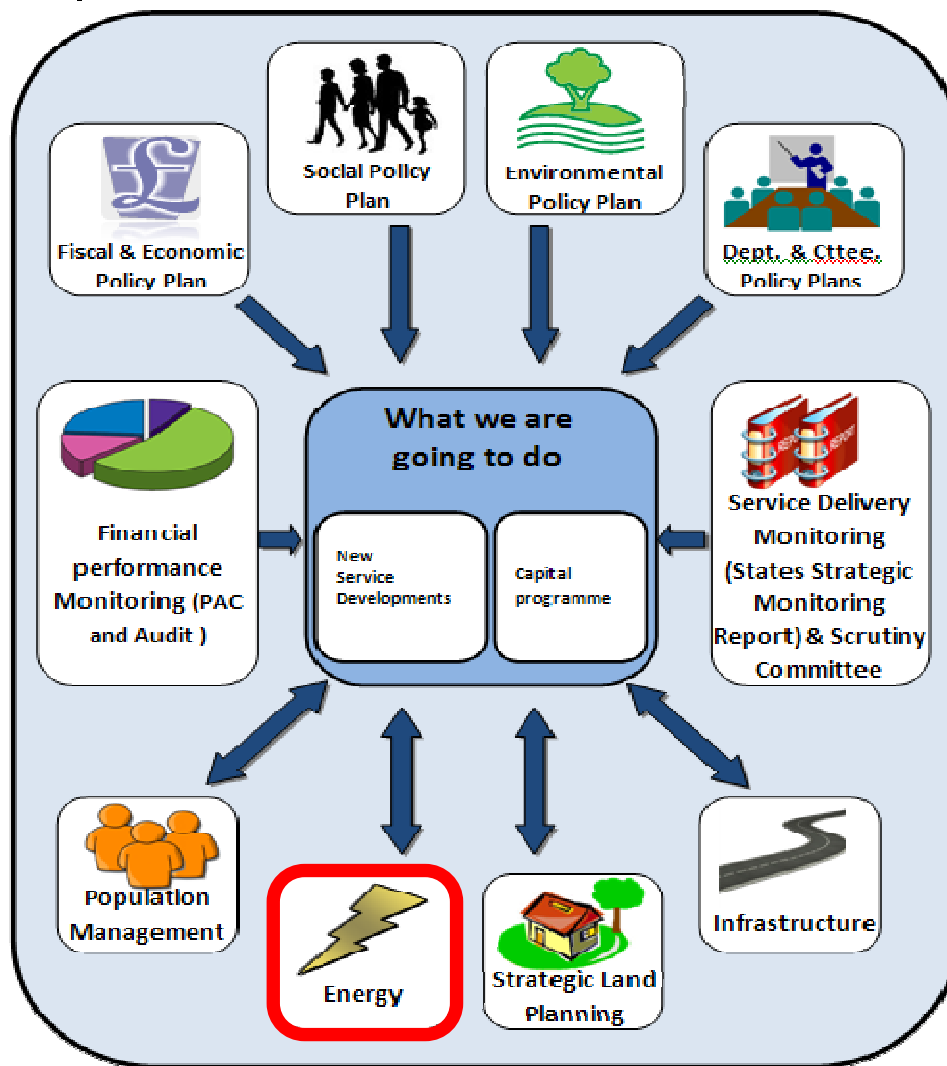 Social Policy
Plan
Environmental
Policy Plan
Fiscal & Economic
Policy Plan
Dept. & Cttee.
Policy Plans
What we are
going to do
New
Service
Developments
Capital
programme
Financial
performance
Monitoring (PAC
and Audit )
REPORT
REPORT
Service Delivery
Monitoring
(States Strategic
Monitoring
Report) & Scrutiny
Committee
Population
Management
Energy
Strategic Land
Planning
Infrastructure